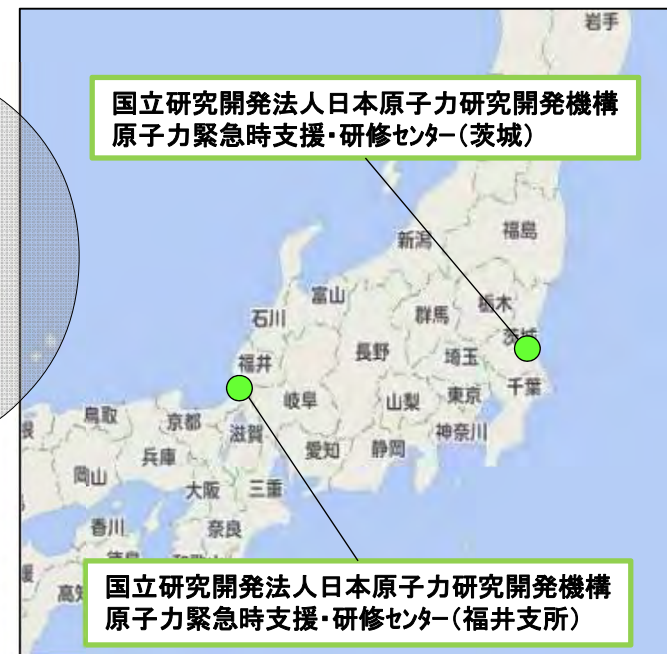 岩手
国立研究開発法人日本原子力研究開発機構
原子力緊急時支援・研修センター（茨城）
新潟
福島
富山
石川
群馬
栃木
茨城
長野
埼玉
福井
岐阜
山梨
東京
千葉
鳥取
京都
滋賀
神奈川
兵庫
愛知
静岡
岡山
大阪
三重
香川
奈良
国立研究開発法人日本原子力研究開発機構
原子力緊急時支援・研修センター（福井支所）